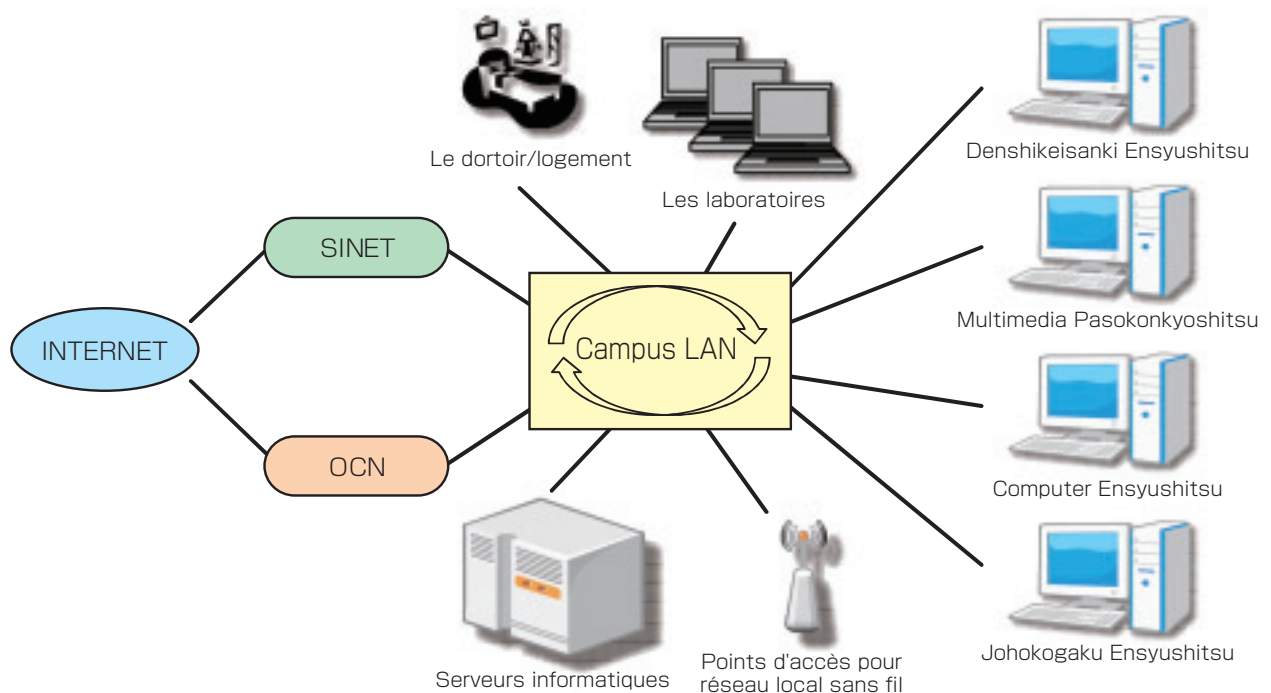 Le dortoir/logement
Les laboratoires
Denshikeisanki Ensyushitsu
SINET
Multimedia Pasokonkyoshitsu
INTERNET
Campus LAN
OCN
Computer Ensyushitsu
Serveurs informatiques
Points d'accès pour
réseau local sans fil
Johokogaku Ensyushitsu